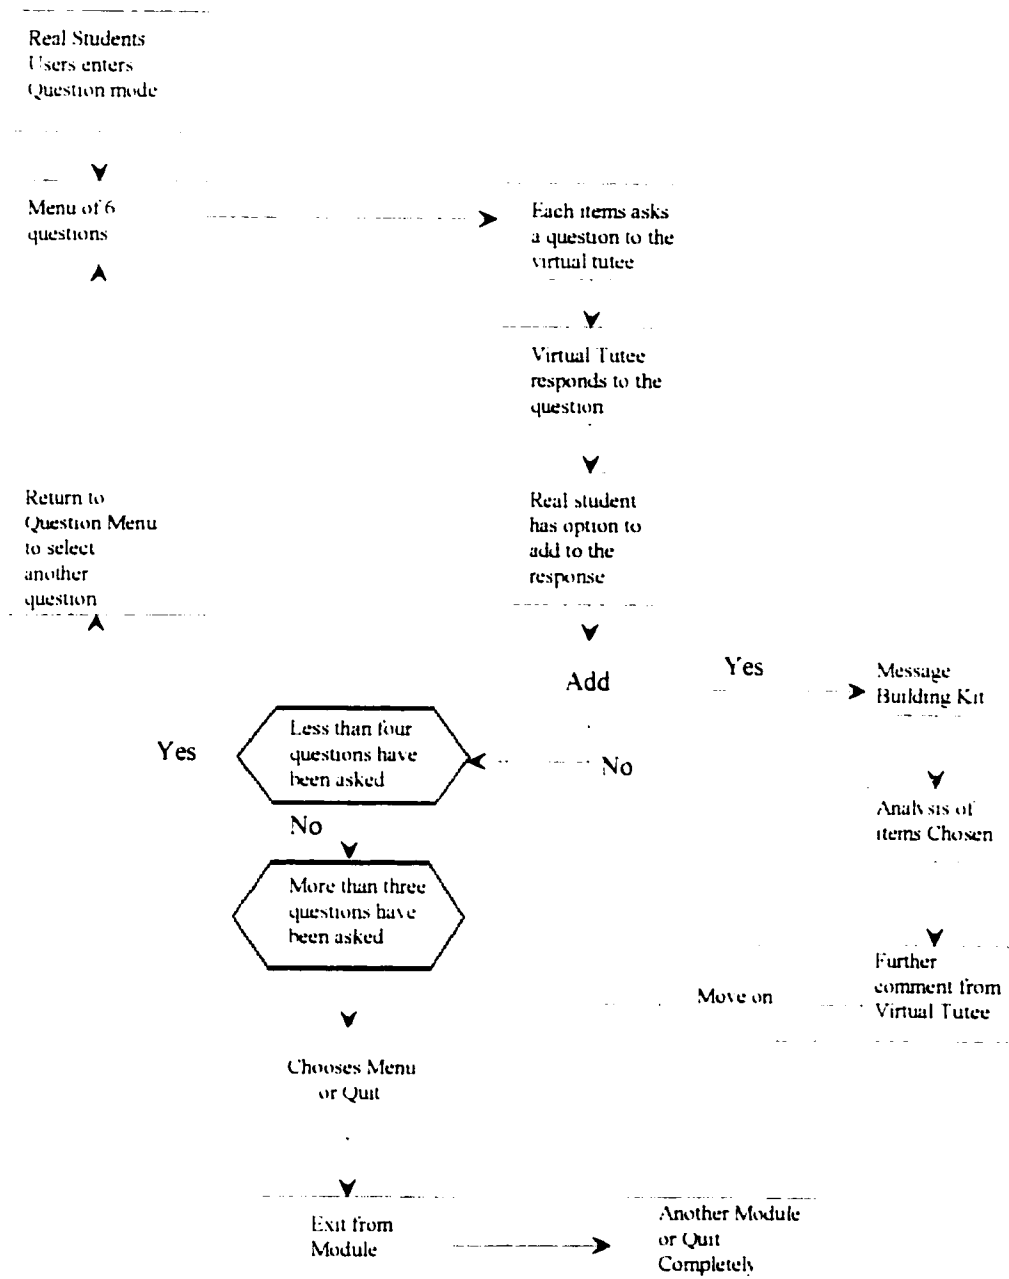 Real Students
Users enters
Question mode
Menu of 6
questions
Each items asks
a question to the
virtual tutee
Virtual Tutee
responds to the
question
Return to
Question Menu
to select
another
question
Real student
has option to
add to the
response
Add
Yes
Message
Building Kit
Yes
Less than four
questions have
been asked
No
No
Analysis of
items Chosen
More than three
questions have
been asked
Further
comment from
Virtual Tutee
Move on
Chooses Menu
or Quit
Exit from
Module
Another Module
or Quit
Completely